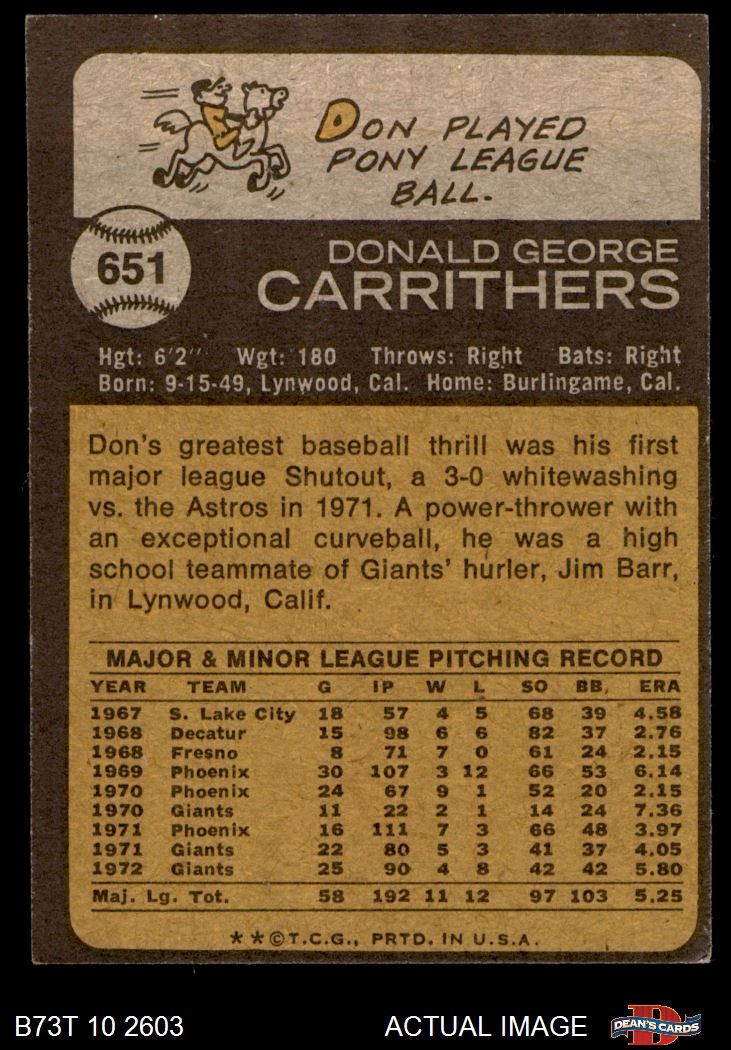 DON PLAYED
PONY LEAGUE
BALL.
651
DONALD GEORGE
CARRITHERS
Hgt: 6'2" Wgt: 180 Throws: Right Bats: Right
Born: 9-15-49, Lynwood, Cal. Home: Burlingame, Cal.
Don's greatest baseball thrill was his first
major league Shutout, a 3-0 whitewashing
vs. the Astros in 1971. A power-thrower with
an exceptional curveball, he was a high
school teammate of Giants' hurler, Jim Barr,
in Lynwood, Calif.
MAJOR & MINOR LEAGUE PITCHING RECORD
YEAR TEAM G IP W L SO BB. ERA
1967 S. Lake City 18 57 4 5 68 39 4.58
1968 Decatur 15 98 6 6 82 37 2.76
1968 Fresno 8 71 7 0 61 24 2.15
1969 Phoenix 30 107 3 12 66 53 6.14
1970 Phoenix 24 67 9 1 52 20 2.15
1970 Giants 11 22 2 1 14 24 7.36
1971 Phoenix 16 111 7 3 66 48 3.97
1971 Giants 22 80 5 3 41 37 4.05
1972 Giants 25 90 4 8 42 42 5.80
Maj. Lg. Tot. 58 192 11 12 97 103 5.25
**©T.C.G., PRTD. IN U.S.A.
B73T 10 2603 ACTUAL IMAGE
D
DEAN'S CARDS